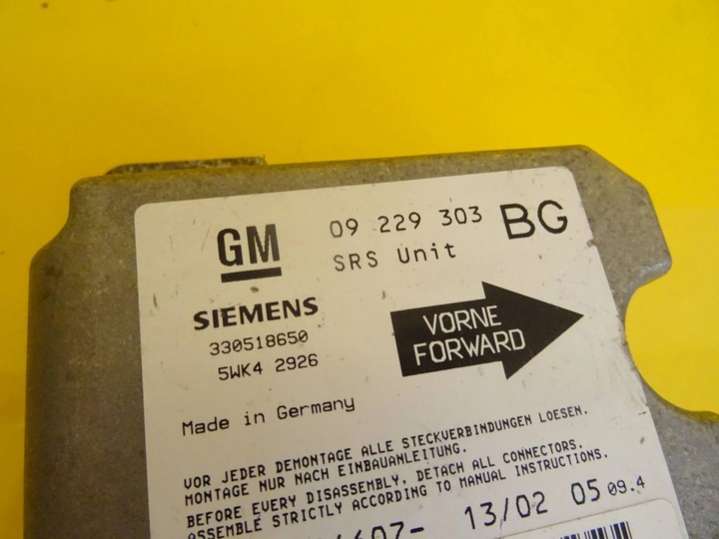 GM
09 229 303 BG
SRS Unit
SIEMENS
330518650
5WK4 2926
VORNE
FORWARD
Made in Germany
VOR JEDER DEMONTAGE ALLE STECKVERBINDUNGEN LOESEN.
MONTAGE NUR NACH EINBAUANLEITUNG.
BEFORE EVERY DISASSEMBLY, DETACH ALL CONNECTORS.
ASSEMBLE STRICTLY ACCORDING TO MANUAL INSTRUCTIONS.
13/02 05 09.4